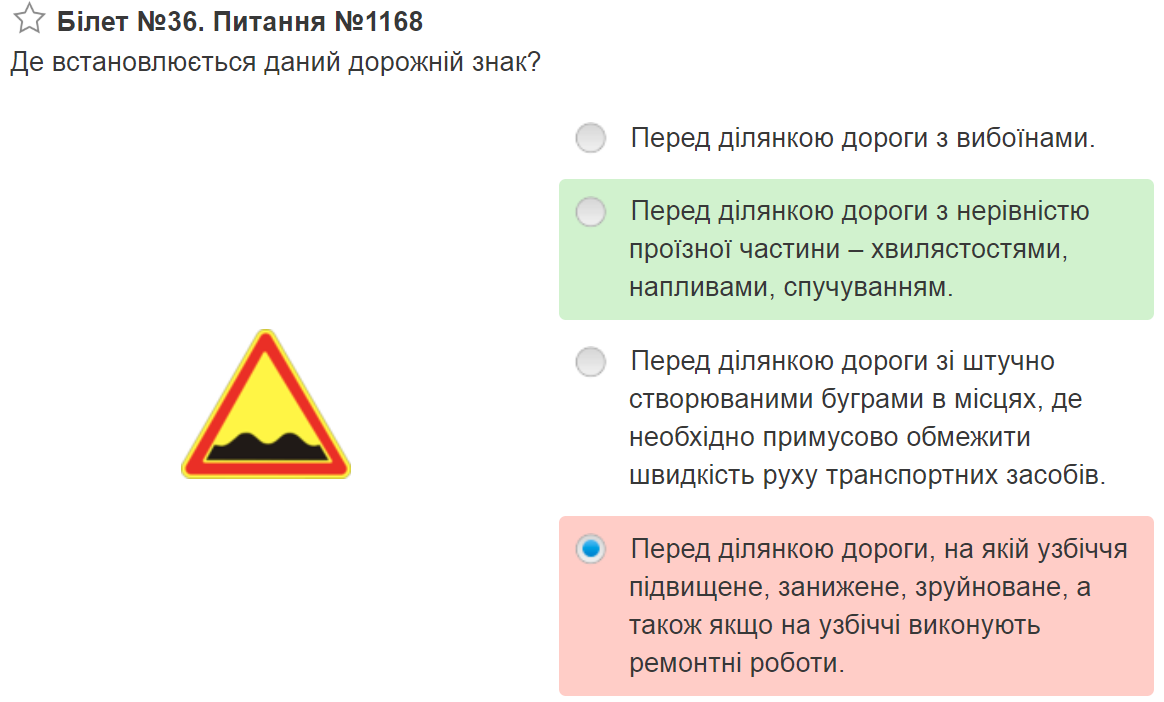 Білет №36. Питання №1168
Де встановлюється даний дорожній знак?
Перед ділянкою дороги з вибоїнами.
Перед ділянкою дороги з нерівністю
проїзної частини – хвилястостями,
напливами, спучуванням.
Перед ділянкою дороги зі штучно
створюваними буграми в місцях, де
необхідно примусово обмежити
швидкість руху транспортних засобів.
Перед ділянкою дороги, на якій узбіччя
підвищене, занижене, зруйноване, а
також якщо на узбіччі виконують
ремонтні роботи.